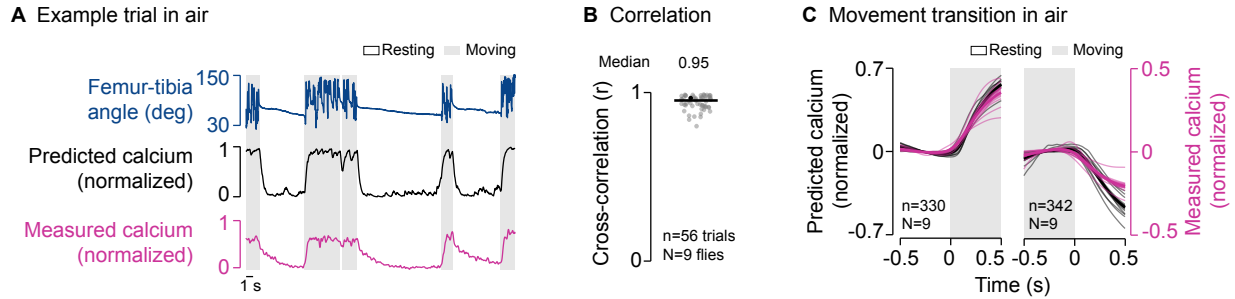 A Example trial in air
Resting Moving
Femur-tibia
angle (deg)
150
30
Predicted calcium
(normalized)
1
0
Measured calcium
(normalized)
1
0
1 s
B Correlation
Median 0.95
Cross-correlation (r)
1
0
n=56 trials
N=9 flies
C Movement transition in air
Resting Moving
Predicted calcium
(normalized)
0.7
0
-0.7
n=330
N=9
n=342
N=9
0.5
0
-0.5
Measured calcium
(normalized)
-0.5 0 0.5 -0.5 0 0.5
Time (s)